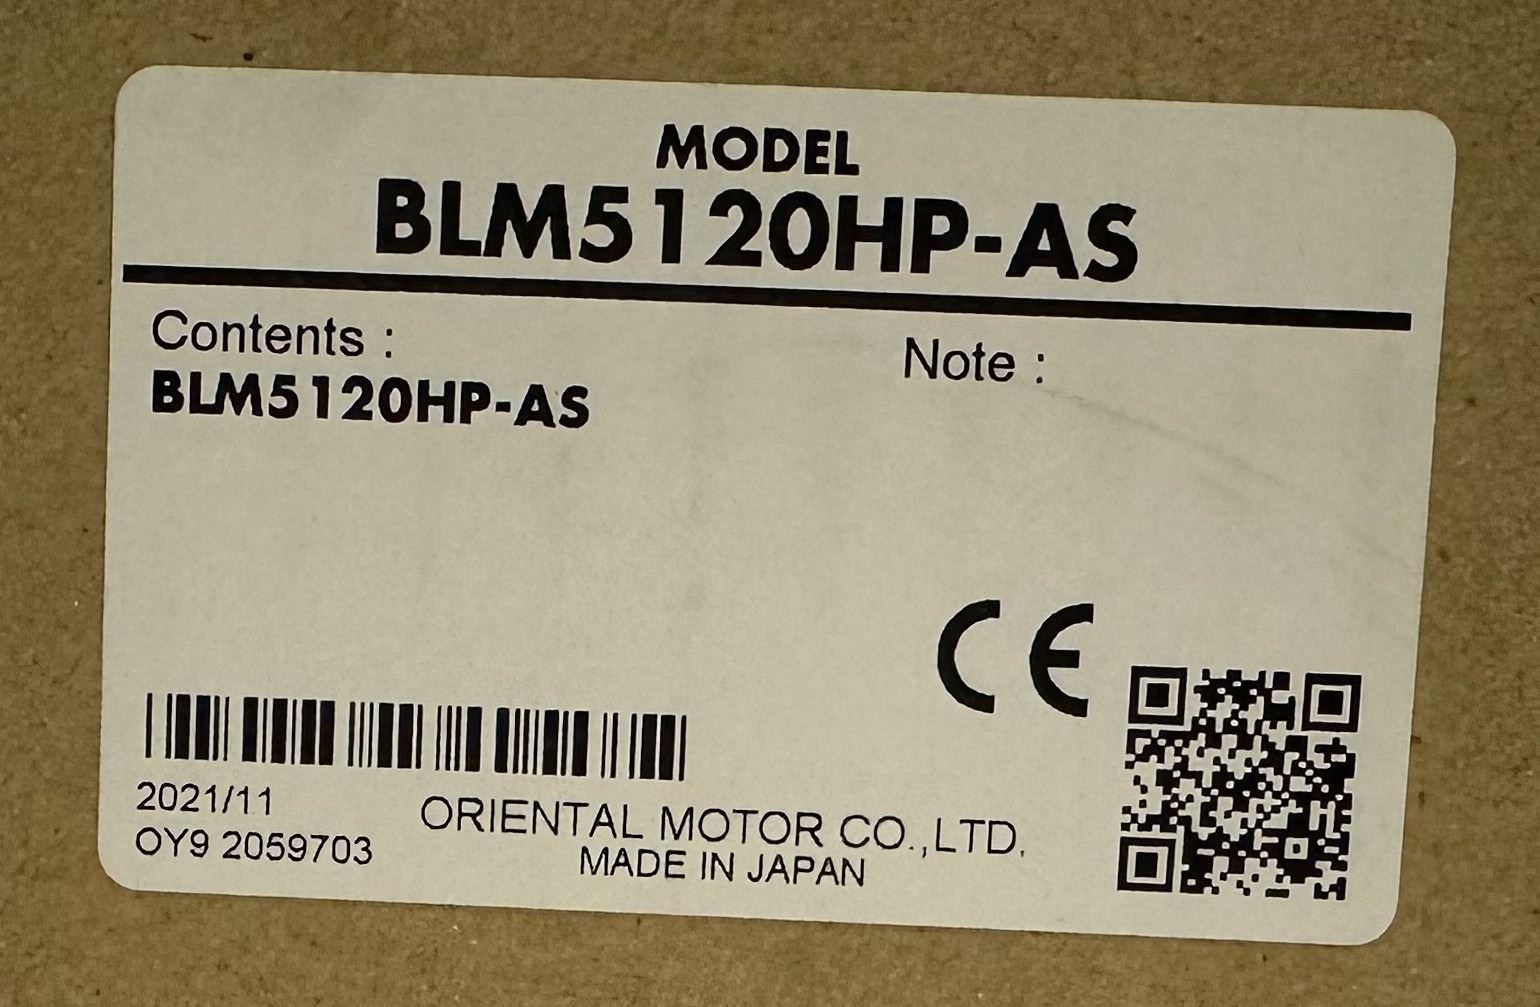 MODEL
BLM5120HP-AS
Contents :
BLM5120HP-AS
Note :
CE
2021/11
OY9 2059703
ORIENTAL MOTOR CO.,LTD.
MADE IN JAPAN